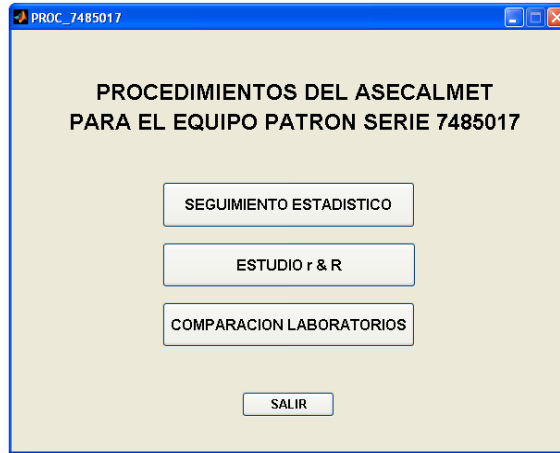 PROC_7485017
PROCEDIMIENTOS DEL ASECALMET
PARA EL EQUIPO PATRON SERIE 7485017
SEGUIMIENTO ESTADISTICO
ESTUDIO r & R
COMPARACION LABORATORIOS
SALIR